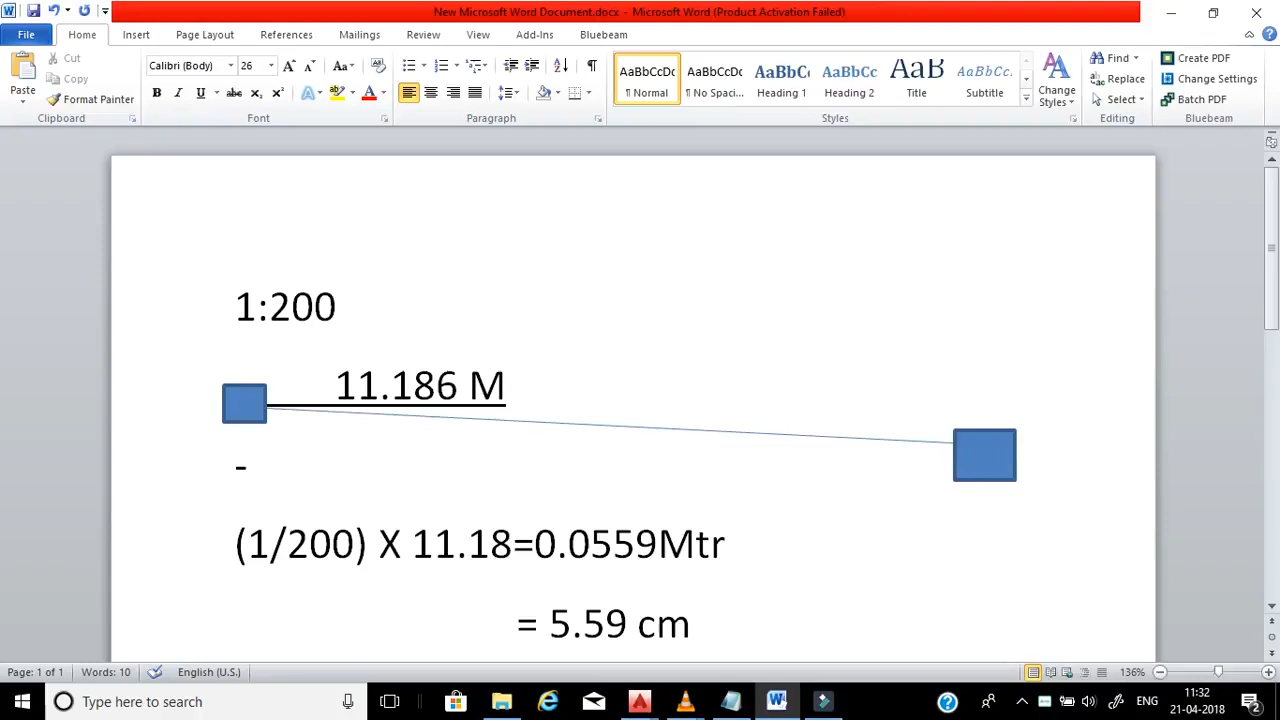 New Microsoft Word Document.docx - Microsoft Word (Product Activation Failed)
File Home Insert Page Layout References Mailings Review View Add-Ins Bluebeam
Paste
Cut
Copy
Format Painter
Clipboard
Calibri (Body) 26
Font
Paragraph
AaBbCcDc
¶ Normal
AaBbCcDc
¶ No Spaci...
AaBbC
Heading 1
AaBbCc
Heading 2
AaB
Title
AaBbCc.
Subtitle
Styles
Change Styles
Find
Replace
Select
Editing
Create PDF
Change Settings
Batch PDF
Bluebeam
1:200
11.186 M
-
(1/200) X 11.18=0.0559Mtr
= 5.59 cm
Page: 1 of 1 Words: 10 English (U.S.) 136%
Type here to search
ENG
11:32
21-04-2018
2